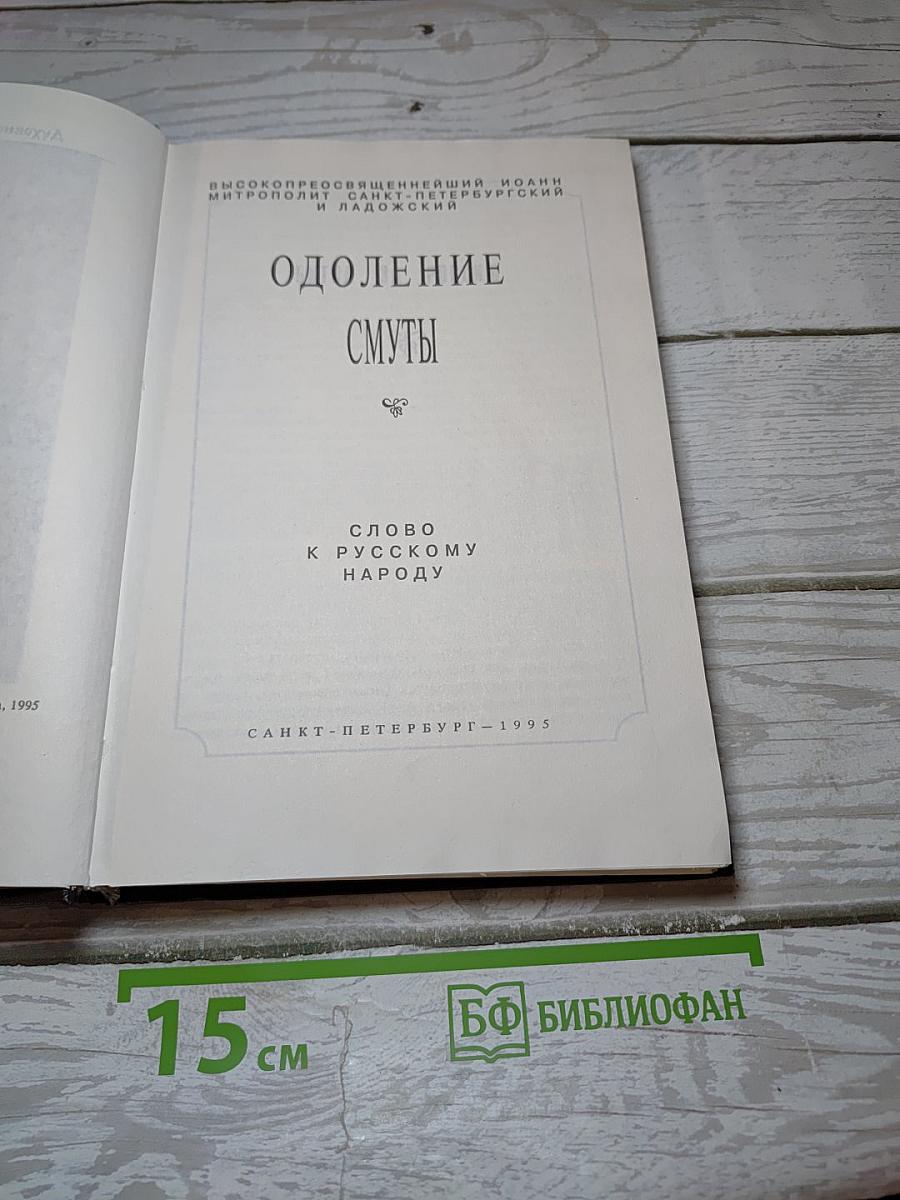 ВЫСОКОПРЕОСВЯЩЕННЕЙШИЙ ИОАНН
МИТРОПОЛИТ САНКТ-ПЕТЕРБУРГСКИЙ
И ЛАДОЖСКИЙ
ОДОЛЕНИЕ
СМУТЫ
СЛОВО
К РУССКОМУ
НАРОДУ
САНКТ-ПЕТЕРБУРГ—1995
, 1995
15 см
БФ БИБЛИОФАН